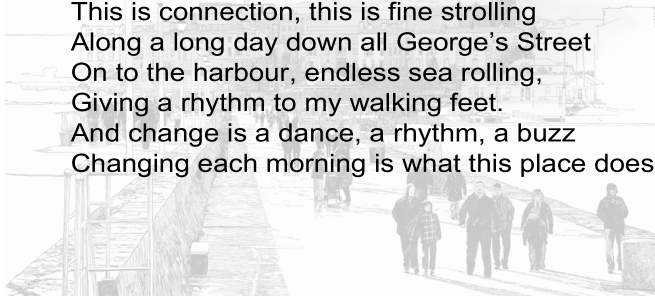 This is connection, this is fine strolling
Along a long day down all George’s Street
On to the harbour, endless sea rolling,
Giving a rhythm to my walking feet.
And change is a dance, a rhythm, a buzz
Changing each morning is what this place does